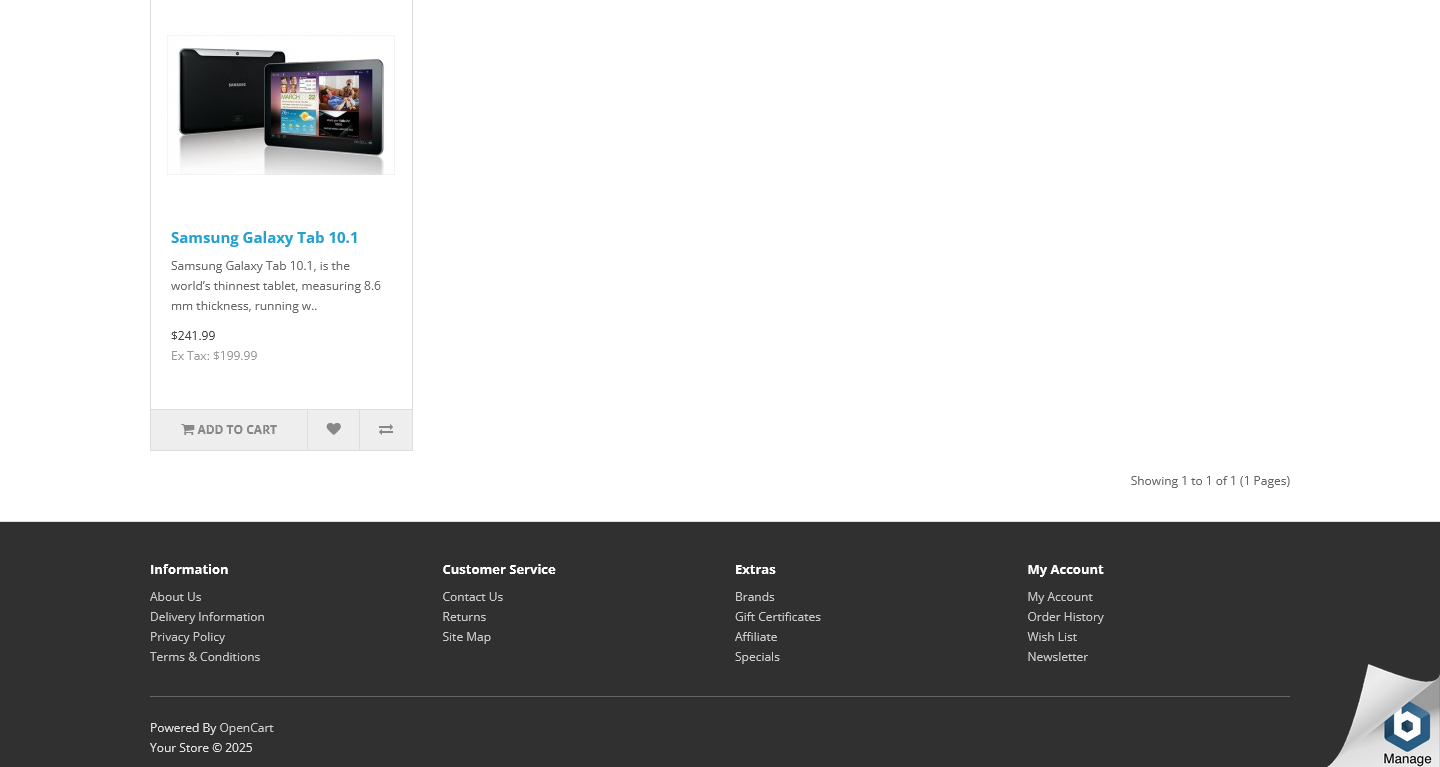 SAMSUNG
MARCH
Samsung Galaxy Tab 10.1
Samsung Galaxy Tab 10.1, is the
world’s thinnest tablet, measuring 8.6
mm thickness, running w..
$241.99
Ex Tax: $199.99
ADD TO CART
Showing 1 to 1 of 1 (1 Pages)
Information
About Us
Delivery Information
Privacy Policy
Terms & Conditions
Customer Service
Contact Us
Returns
Site Map
Extras
Brands
Gift Certificates
Affiliate
Specials
My Account
My Account
Order History
Wish List
Newsletter
Powered By OpenCart
Your Store © 2025
b
Manage